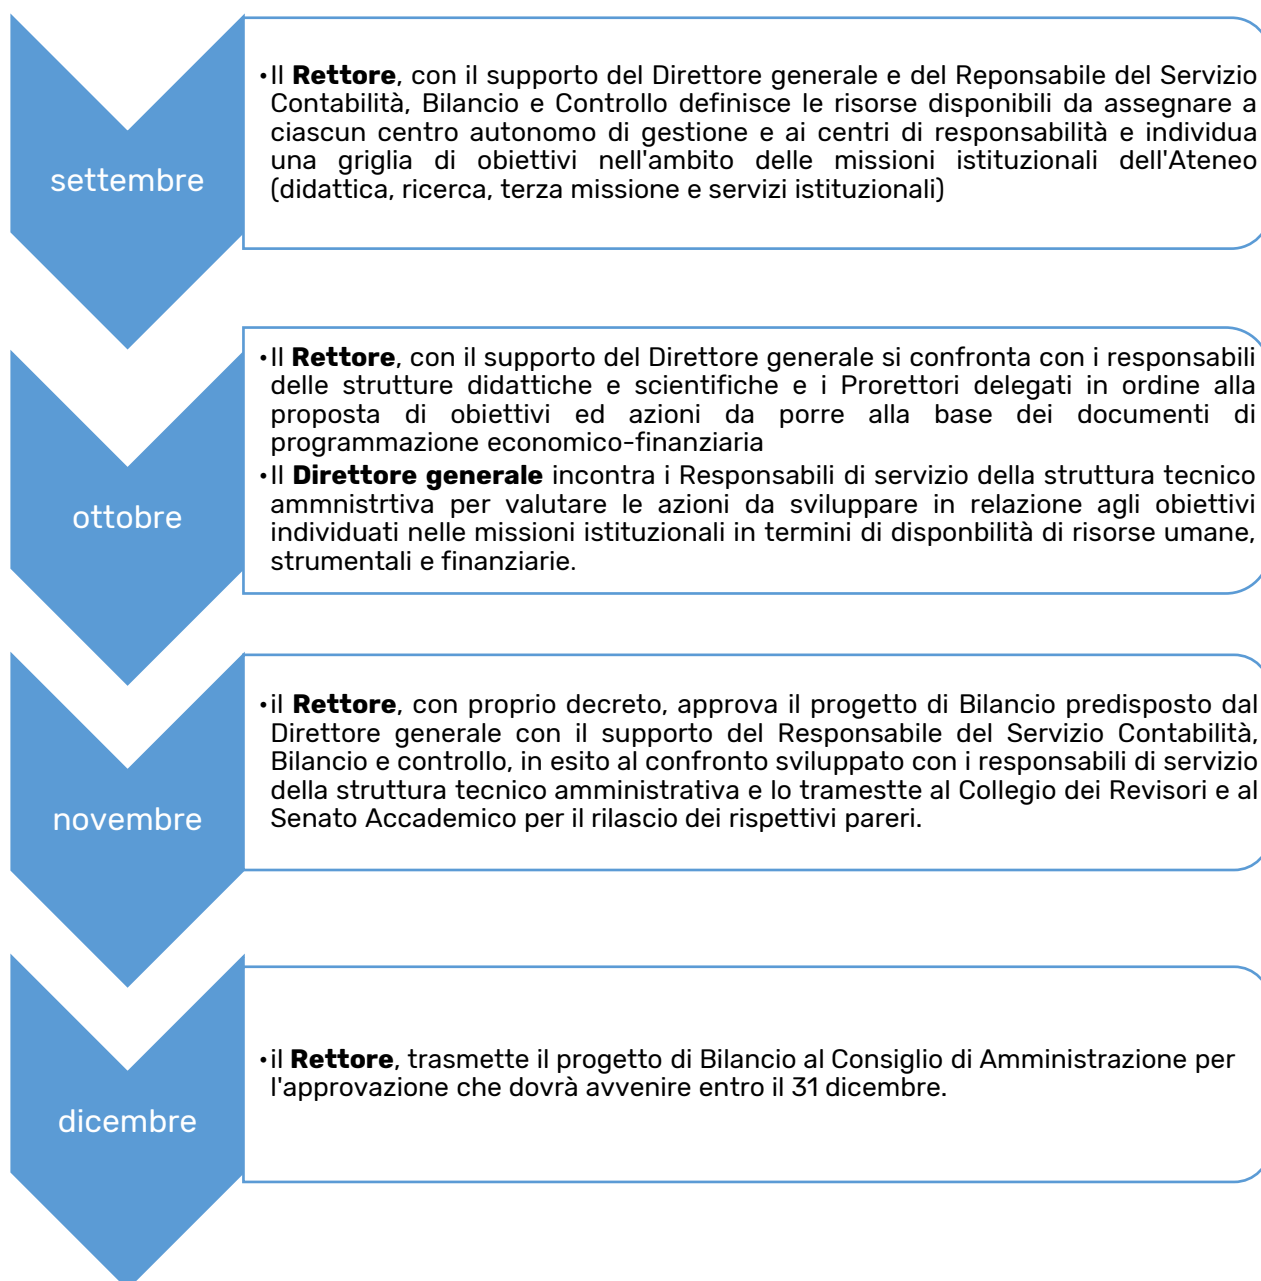 settembre
•Il Rettore, con il supporto del Direttore generale e del Reponsabile del Servizio
Contabilità, Bilancio e Controllo definisce le risorse disponibili da assegnare a
ciascun centro autonomo di gestione e ai centri di responsabilità e individua
una griglia di obiettivi nell'ambito delle missioni istituzionali dell'Ateneo
(didattica, ricerca, terza missione e servizi istituzionali)
ottobre
•Il Rettore, con il supporto del Direttore generale si confronta con i responsabili
delle strutture didattiche e scientifiche e i Prorettori delegati in ordine alla
proposta di obiettivi ed azioni da porre alla base dei documenti di
programmazione economico-finanziaria
•Il Direttore generale incontra i Responsabili di servizio della struttura tecnico
ammnistrtiva per valutare le azioni da sviluppare in relazione agli obiettivi
individuati nelle missioni istituzionali in termini di disponbilità di risorse umane,
strumentali e finanziarie.
novembre
•il Rettore, con proprio decreto, approva il progetto di Bilancio predisposto dal
Direttore generale con il supporto del Responsabile del Servizio Contabilità,
Bilancio e controllo, in esito al confronto sviluppato con i responsabili di servizio
della struttura tecnico amministrativa e lo tramestte al Collegio dei Revisori e al
Senato Accademico per il rilascio dei rispettivi pareri.
dicembre
•il Rettore, trasmette il progetto di Bilancio al Consiglio di Amministrazione per
l'approvazione che dovrà avvenire entro il 31 dicembre.